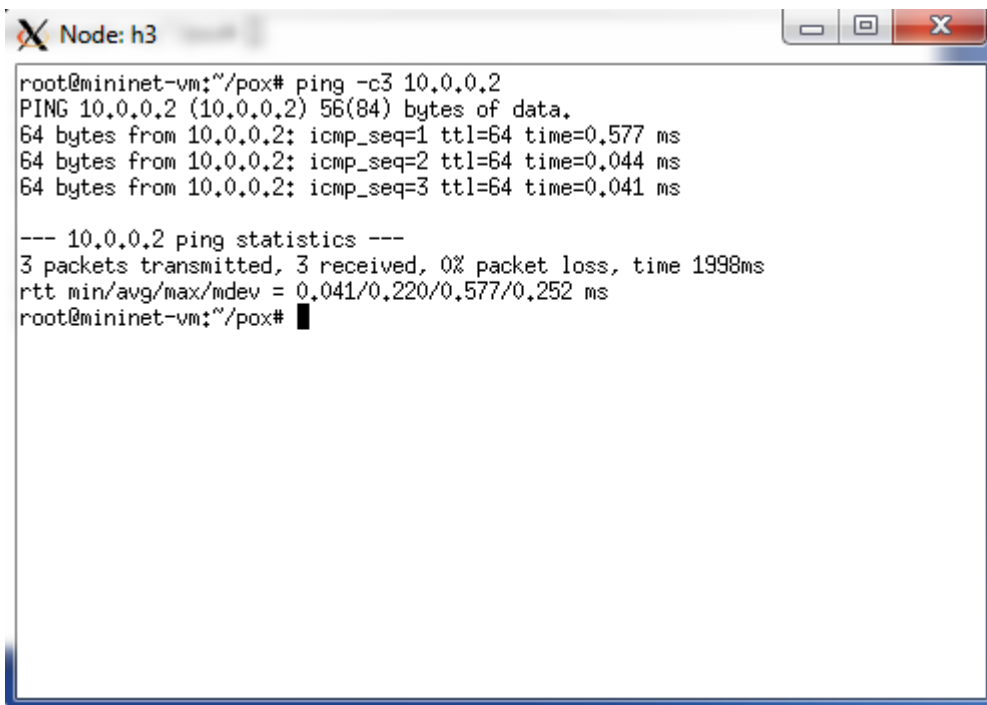 Node: h3
root@mininet-vm:~/pox# ping -c3 10.0.0.2
PING 10.0.0.2 (10.0.0.2) 56(84) bytes of data.
64 bytes from 10.0.0.2: icmp_seq=1 ttl=64 time=0.577 ms
64 bytes from 10.0.0.2: icmp_seq=2 ttl=64 time=0.044 ms
64 bytes from 10.0.0.2: icmp_seq=3 ttl=64 time=0.041 ms
--- 10.0.0.2 ping statistics ---
3 packets transmitted, 3 received, 0% packet loss, time 1998ms
rtt min/avg/max/mdev = 0.041/0.220/0.577/0.252 ms
root@mininet-vm:~/pox#